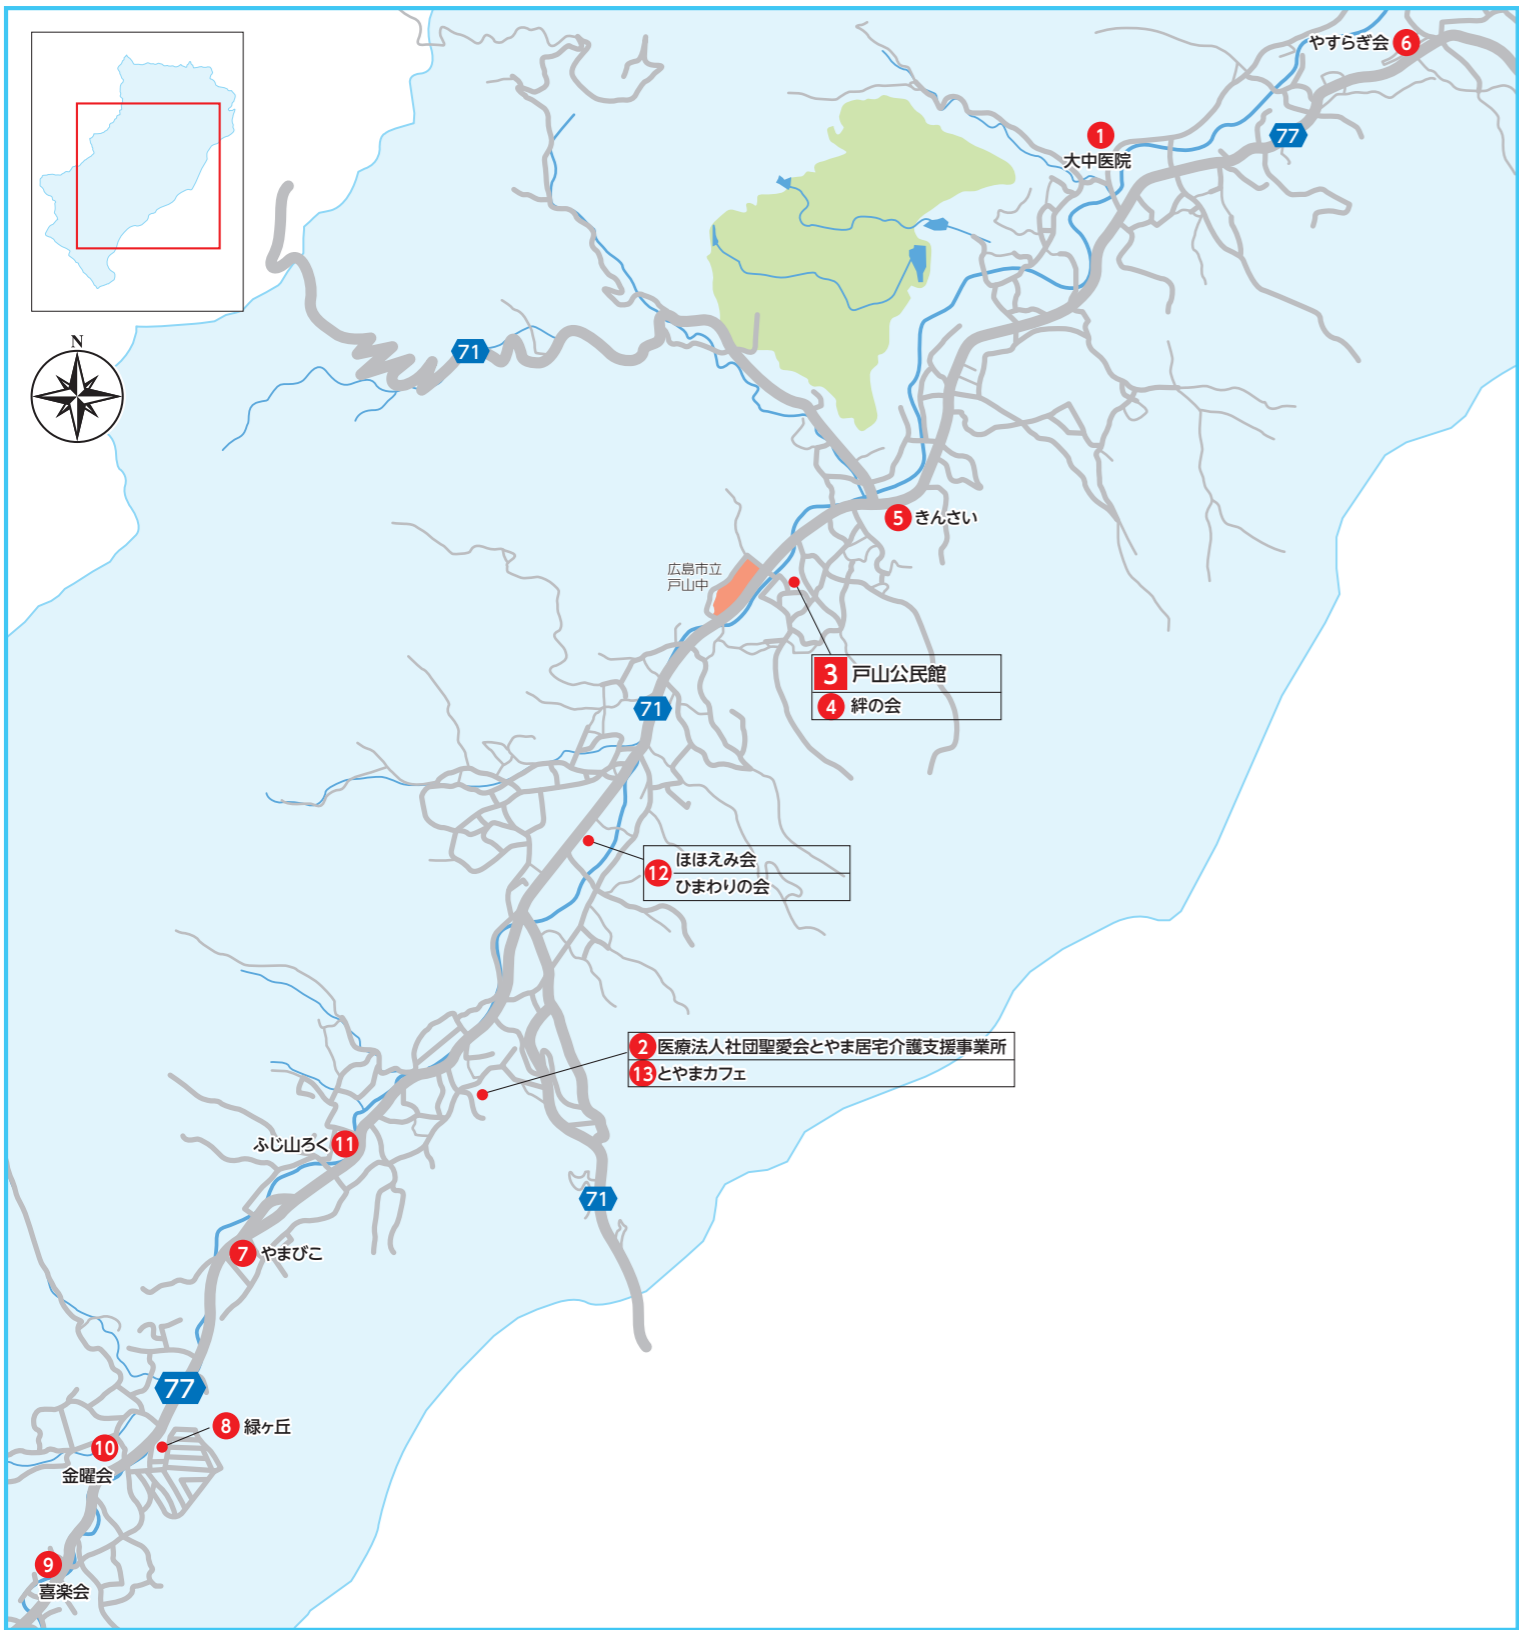 やすらぎ会 6
77
1
大中医院
N
71
5 きんさい
広島市立
戸山中
3 戸山公民館
4 絆の会
71
12 ほほえみ会
ひまわりの会
2 医療法人社団聖愛会とやま居宅介護支援事業所
13 とやまカフェ
ふじ山ろく 11
71
7 やまびこ
77
8 緑ヶ丘
10
金曜会
9
喜楽会